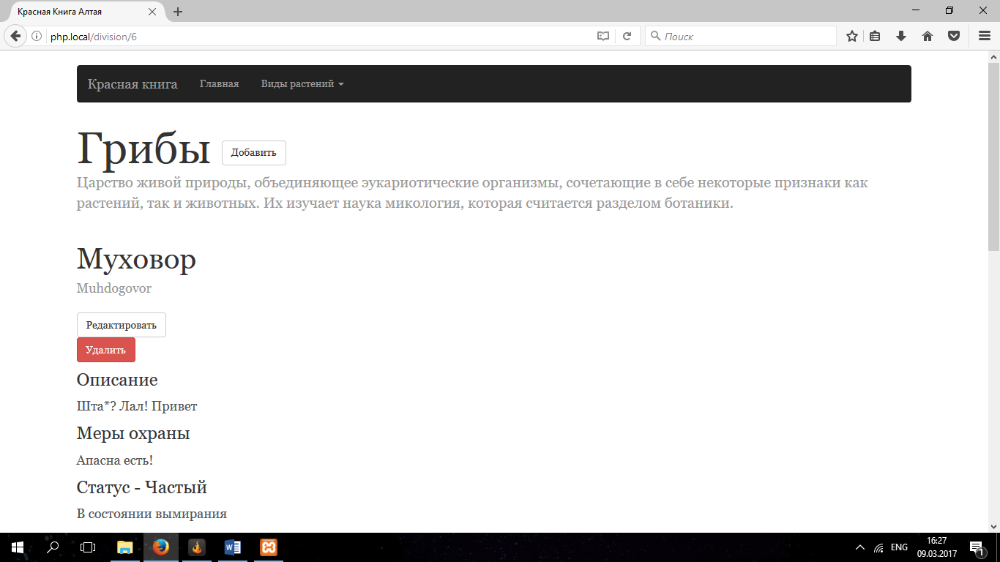 Красная Книга Алтая
php.local/division/6
Поиск
Красная книга Главная Виды растений
Грибы Добавить
Царство живой природы, объединяющее эукариотические организмы, сочетающие в себе некоторые признаки как
растений, так и животных. Их изучает наука микология, которая считается разделом ботаники.
Муховор
Muhdogovor
Редактировать
Удалить
Описание
Шта*? Лал! Привет
Меры охраны
Апасна есть!
Статус - Частый
В состоянии вымирания
ENG
16:27
09.03.2017
1